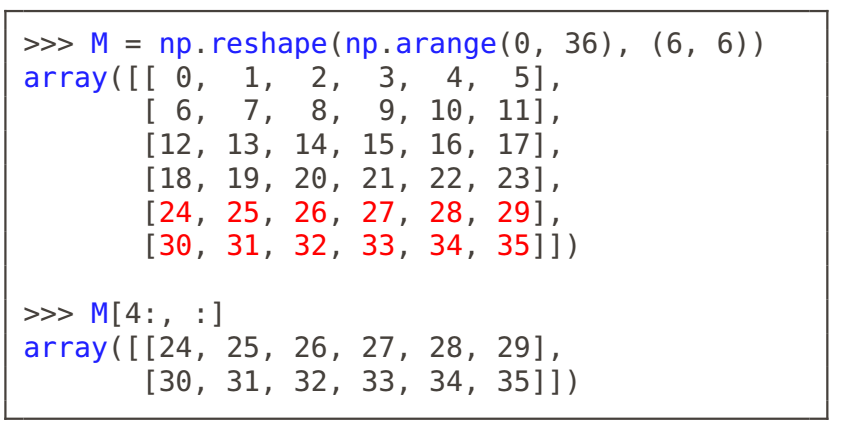 >>> M = np.reshape(np.arange(0, 36), (6, 6))
array([[ 0,  1,  2,  3,  4,  5],
       [ 6,  7,  8,  9, 10, 11],
       [12, 13, 14, 15, 16, 17],
       [18, 19, 20, 21, 22, 23],
       [24, 25, 26, 27, 28, 29],
       [30, 31, 32, 33, 34, 35]])
>>> M[4:, :]
array([[24, 25, 26, 27, 28, 29],
       [30, 31, 32, 33, 34, 35]])